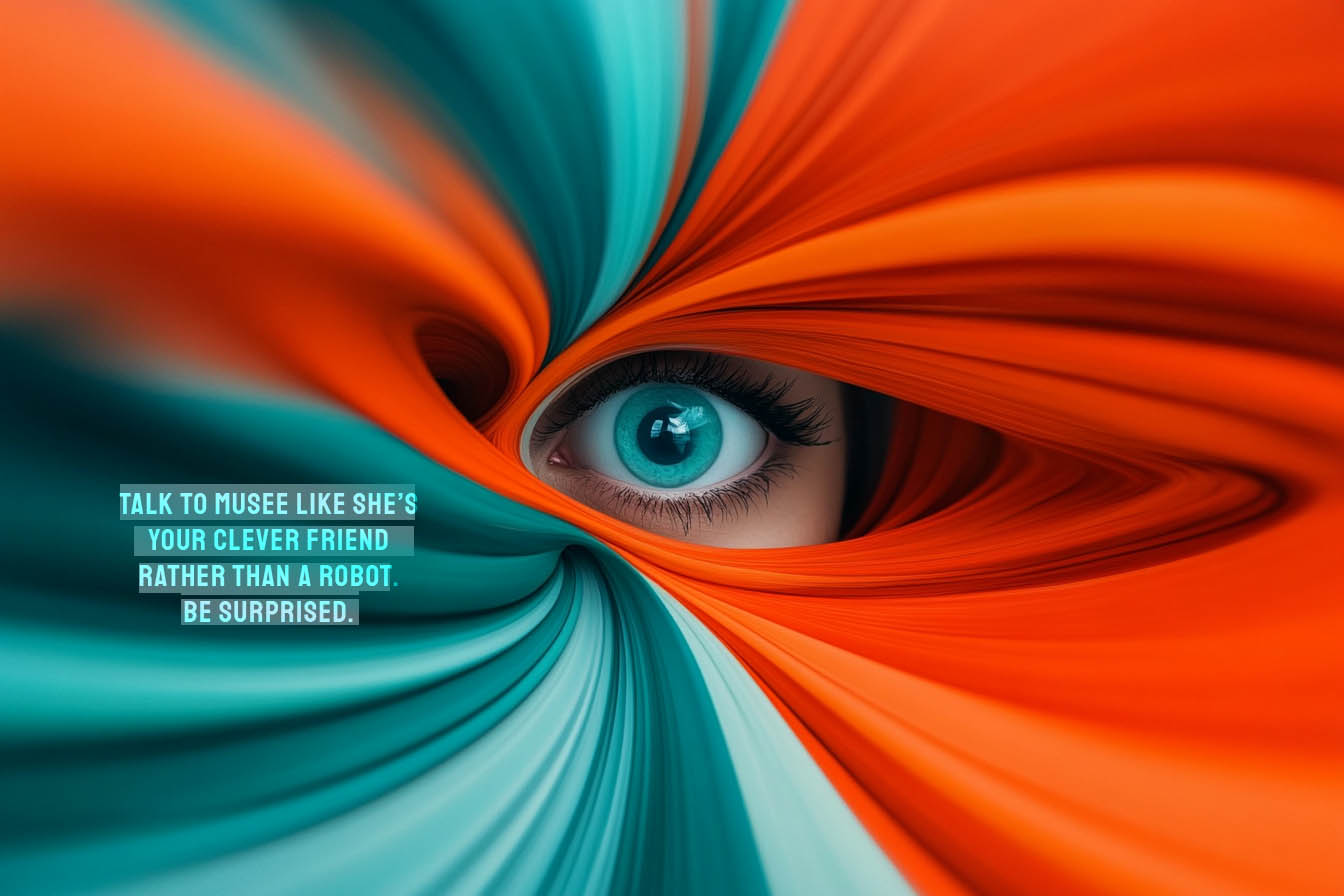 TALK TO MUSEE LIKE SHE’S
YOUR CLEVER FRIEND
RATHER THAN A ROBOT.
BE SURPRISED.